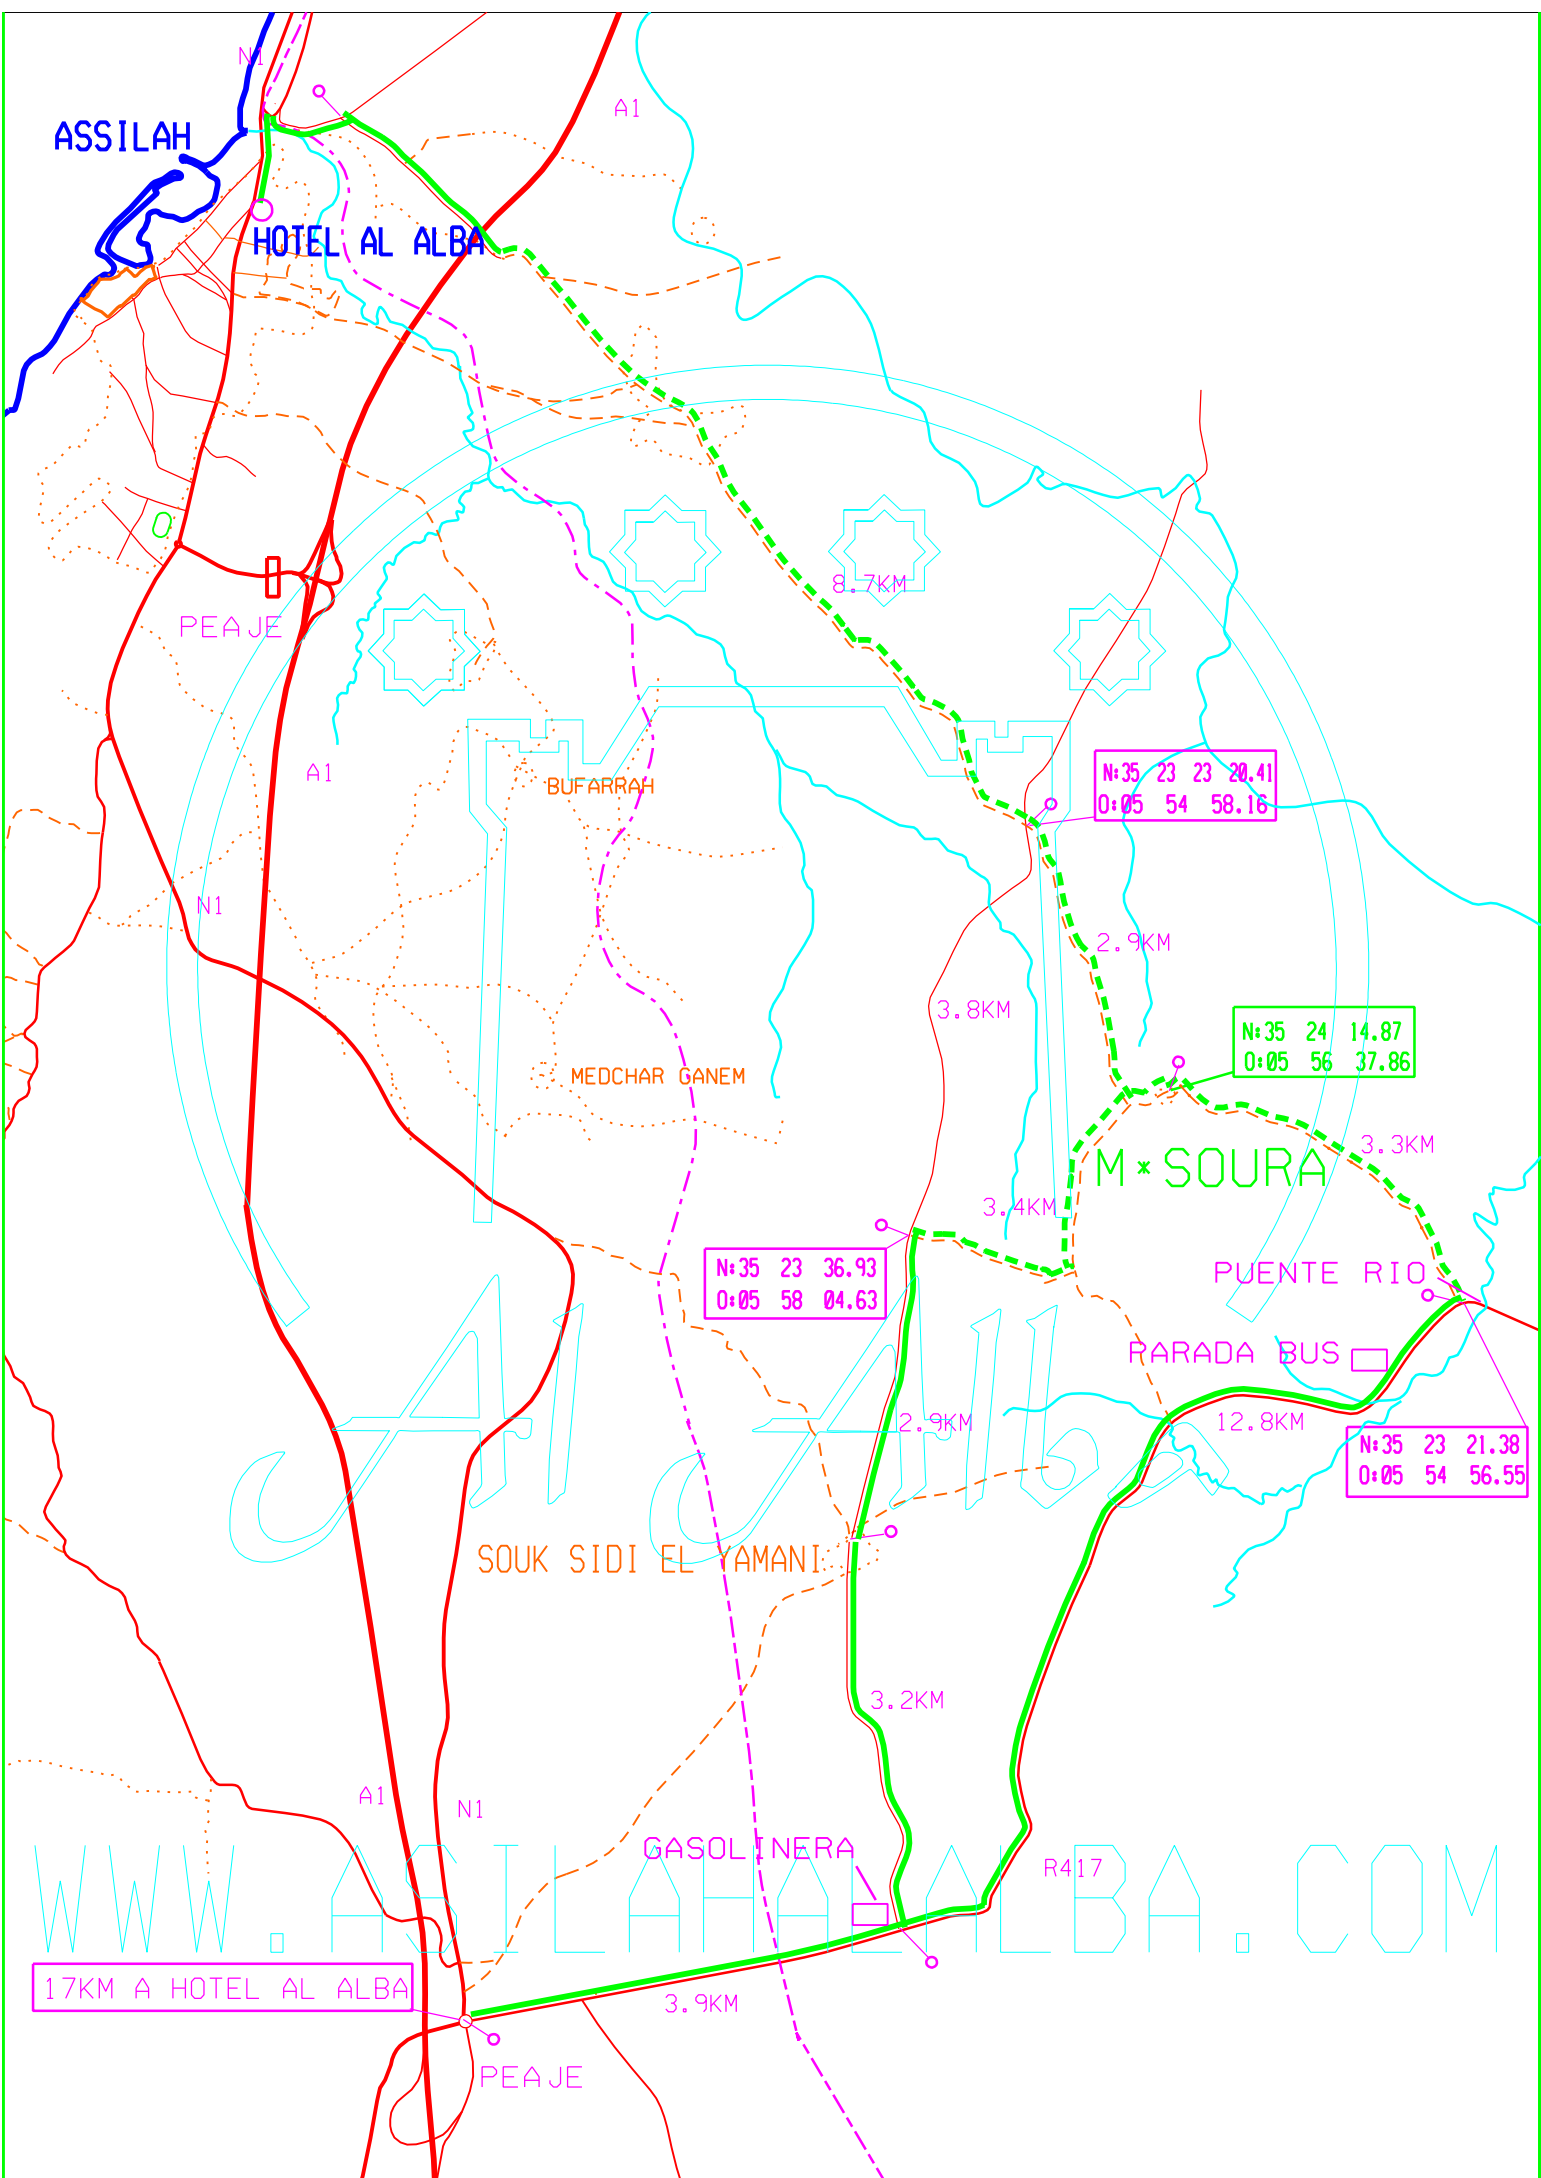 N1
A1
ASSILAH
HOTEL AL ALBA
8.7KM
PEAJE
A1
BUFARRAH
N:35 23 23 20.41
O:05 54 58.16
N1
2.9KM
3.8KM
N:35 24 14.87
O:05 56 37.86
MEDCHAR GANEM
3.3KM
M*SOURA
3.4KM
N:35 23 36.93
O:05 58 04.63
PUENTE RIO
PARADA BUS
2.9KM
12.8KM
N:35 23 21.38
O:05 54 56.55
Al Alba
SOUK SIDI EL YAMANI
3.2KM
A1
N1
GASOLINERA
R417
WWW.ASILAHALALBA.COM
17KM A HOTEL AL ALBA
3.9KM
PEAJE